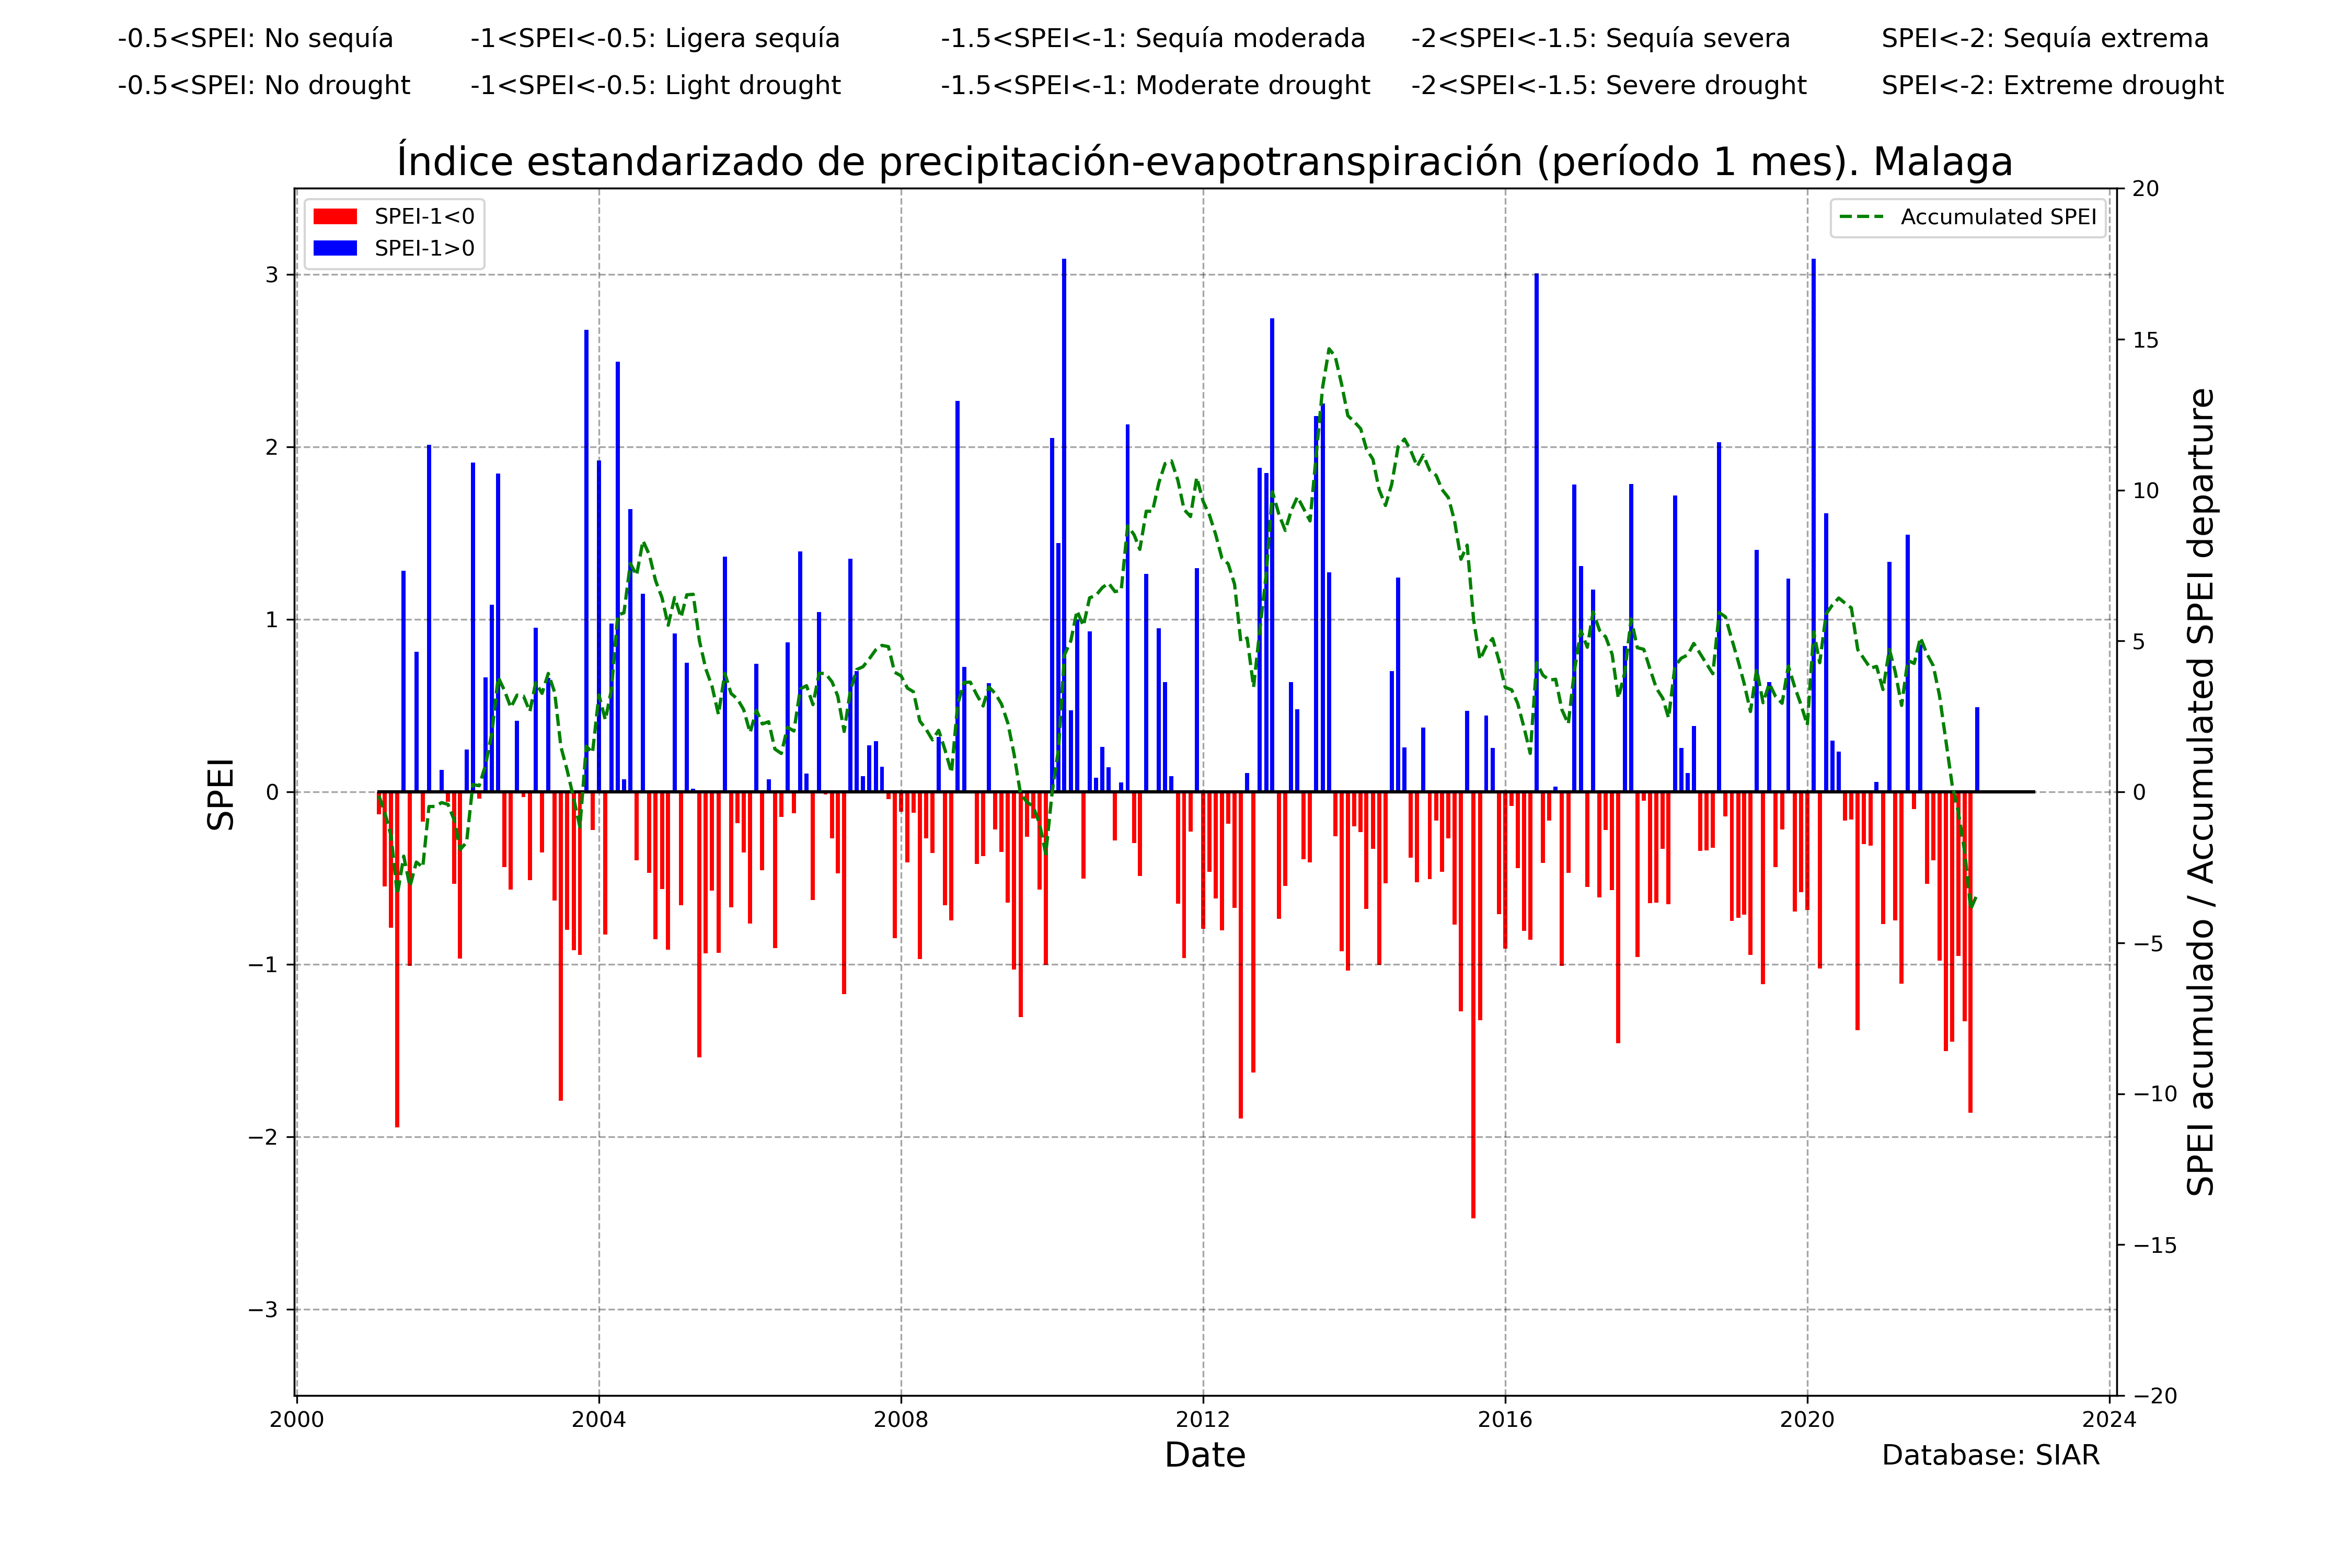 -0.5<SPEI: No sequía -1<SPEI<-0.5: Ligera sequía -1.5<SPEI<-1: Sequía moderada -2<SPEI<-1.5: Sequía severa SPEI<-2: Sequía extrema
-0.5<SPEI: No drought -1<SPEI<-0.5: Light drought -1.5<SPEI<-1: Moderate drought -2<SPEI<-1.5: Severe drought SPEI<-2: Extreme drought
Índice estandarizado de precipitación-evapotranspiración (período 1 mes). Malaga
SPEI-1<0
SPEI-1>0
Accumulated SPEI
SPEI
3
2
1
0
−1
−2
−3
20
15
10
5
0
−5
−10
−15
−20
SPEI acumulado / Accumulated SPEI departure
2000 2004 2008 2012 2016 2020 2024
Date
Database: SIAR